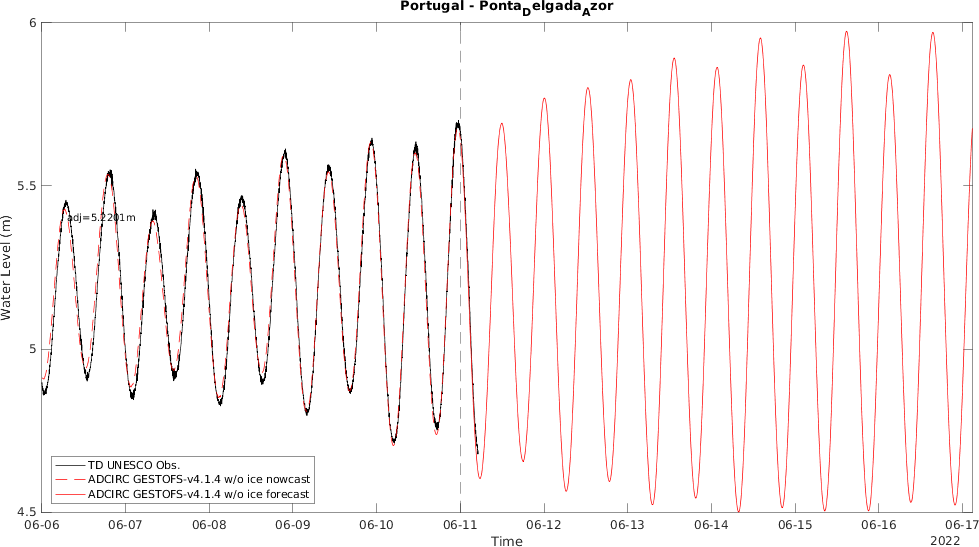 Portugal - Ponta_Delgada_Azor
6
5.5
5
4.5
Water Level (m)
adj=5.2201m
TD UNESCO Obs.
ADCIRC GESTOFS-v4.1.4 w/o ice nowcast
ADCIRC GESTOFS-v4.1.4 w/o ice forecast
06-06 06-07 06-08 06-09 06-10 06-11 06-12 06-13 06-14 06-15 06-16 06-17
Time
2022